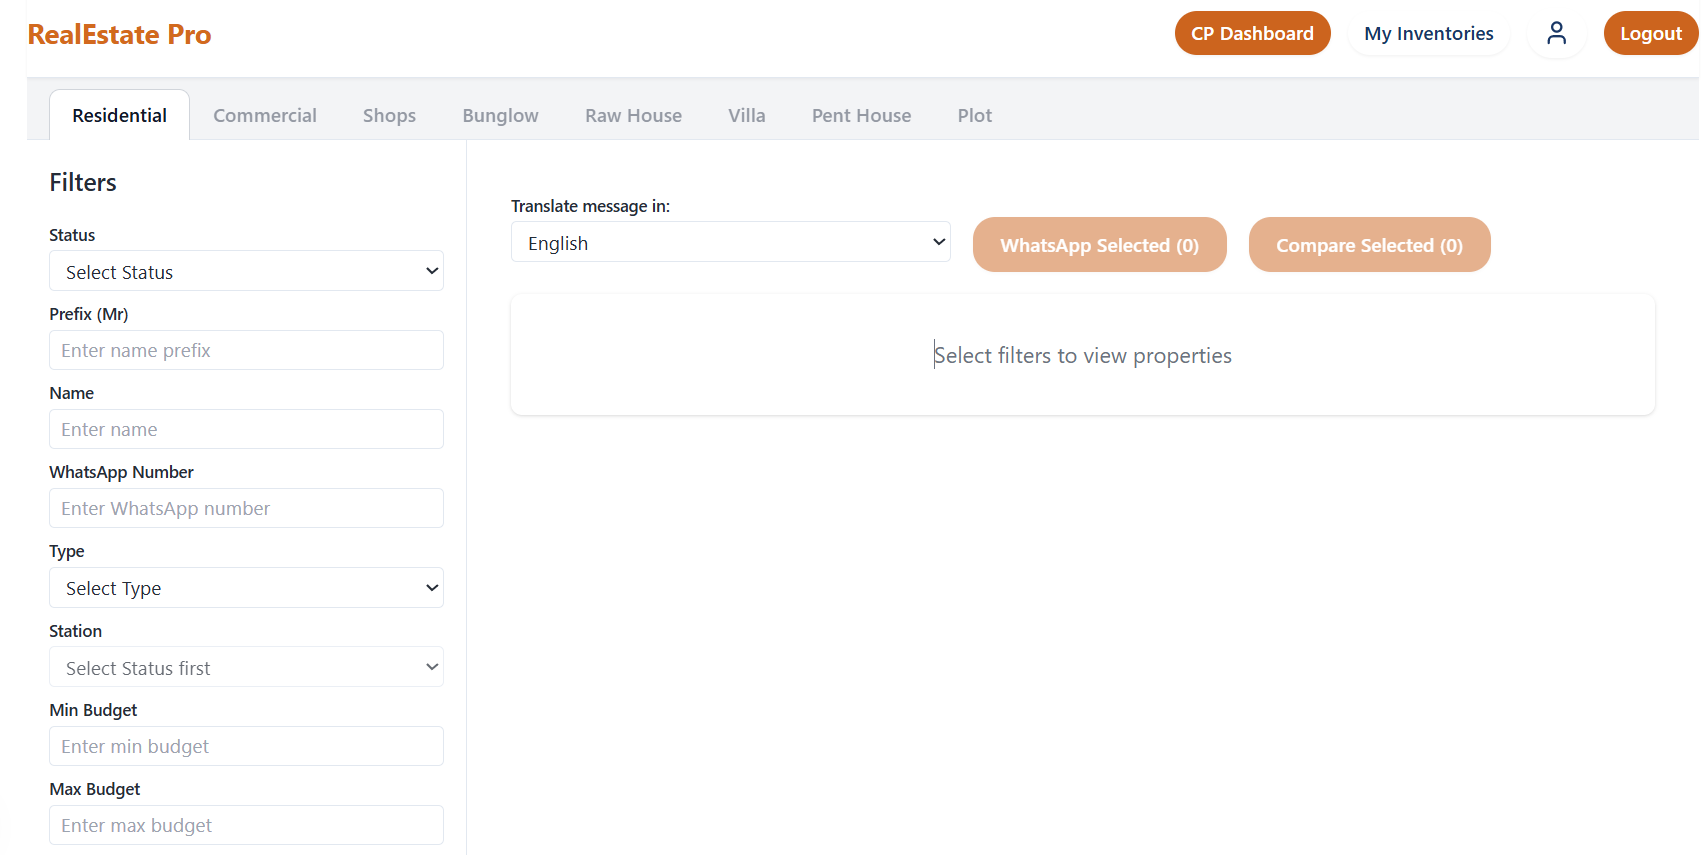 RealEstate Pro
CP Dashboard
My Inventories
Logout
Residential
Commercial
Shops
Bunglow
Raw House
Villa
Pent House
Plot
Filters
Status
Select Status
Prefix (Mr)
Enter name prefix
Name
Enter name
WhatsApp Number
Enter WhatsApp number
Type
Select Type
Station
Select Status first
Min Budget
Enter min budget
Max Budget
Enter max budget
Translate message in:
English
WhatsApp Selected (0)
Compare Selected (0)
Select filters to view properties